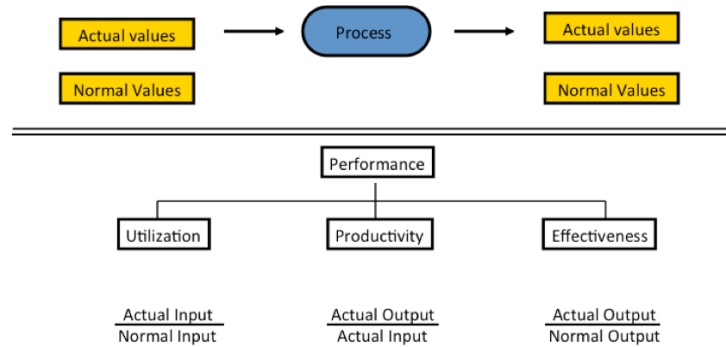 Actual values
Process
Actual values
Normal Values
Normal Values
Performance
Utilization
Productivity
Effectiveness
Actual Input
Normal Input
Actual Output
Actual Input
Actual Output
Normal Output